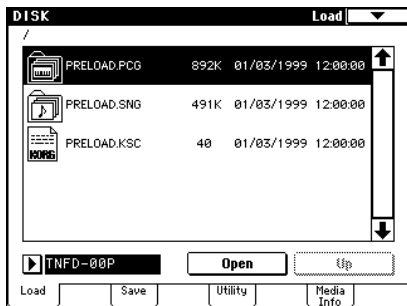 DISK Load
/
PRELOAD.PCG 892K 01/03/1999 12:00:00
PRELOAD.SNG 491K 01/03/1999 12:00:00
KORG PRELOAD.KSC 40 01/03/1999 12:00:00
TNFD-00P Open Up
Load Save Utility Media Info